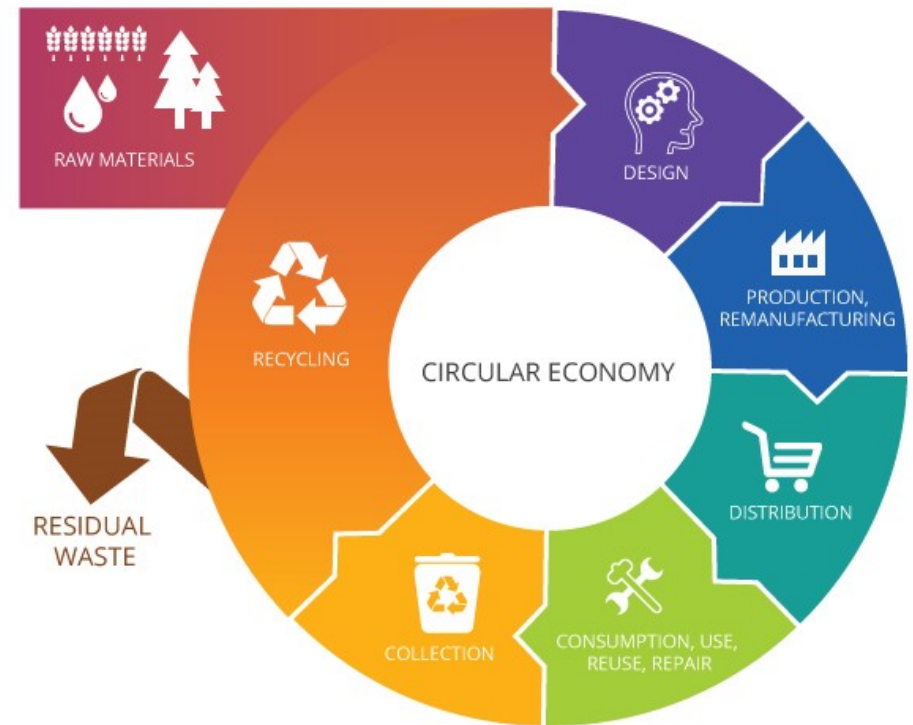 RAW MATERIALS
DESIGN
PRODUCTION,
REMANUFACTURING
RECYCLING
CIRCULAR ECONOMY
DISTRIBUTION
RESIDUAL
WASTE
CONSUMPTION, USE,
REUSE, REPAIR
COLLECTION